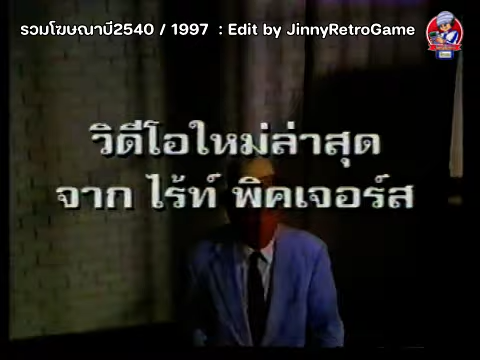 รวมโฆษณาปี2540 / 1997  : Edit by JinnyRetroGame
วิดีโอใหม่ล่าสุด
จาก ไร้ท์ พิคเจอร์ส